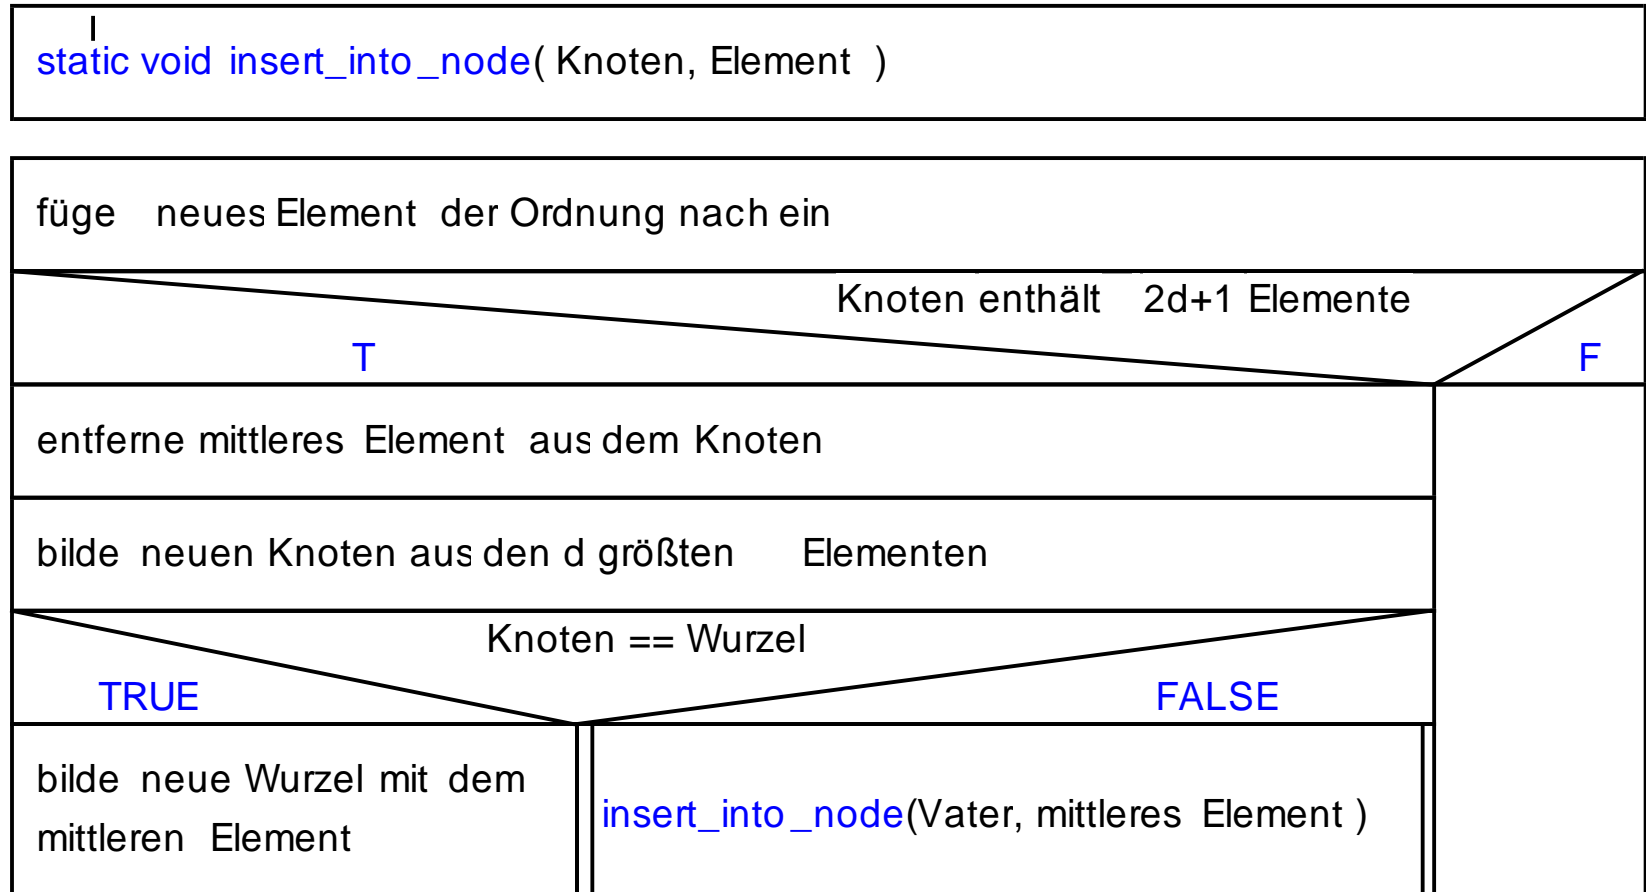 static void insert_into_node( Knoten, Element )
füge neues Element der Ordnung nach ein
Knoten enthält 2d+1 Elemente
T
F
entferne mittleres Element aus dem Knoten
bilde neuen Knoten aus den d größten Elementen
Knoten == Wurzel
TRUE
FALSE
bilde neue Wurzel mit dem
mittleren Element
insert_into_node(Vater, mittleres Element )